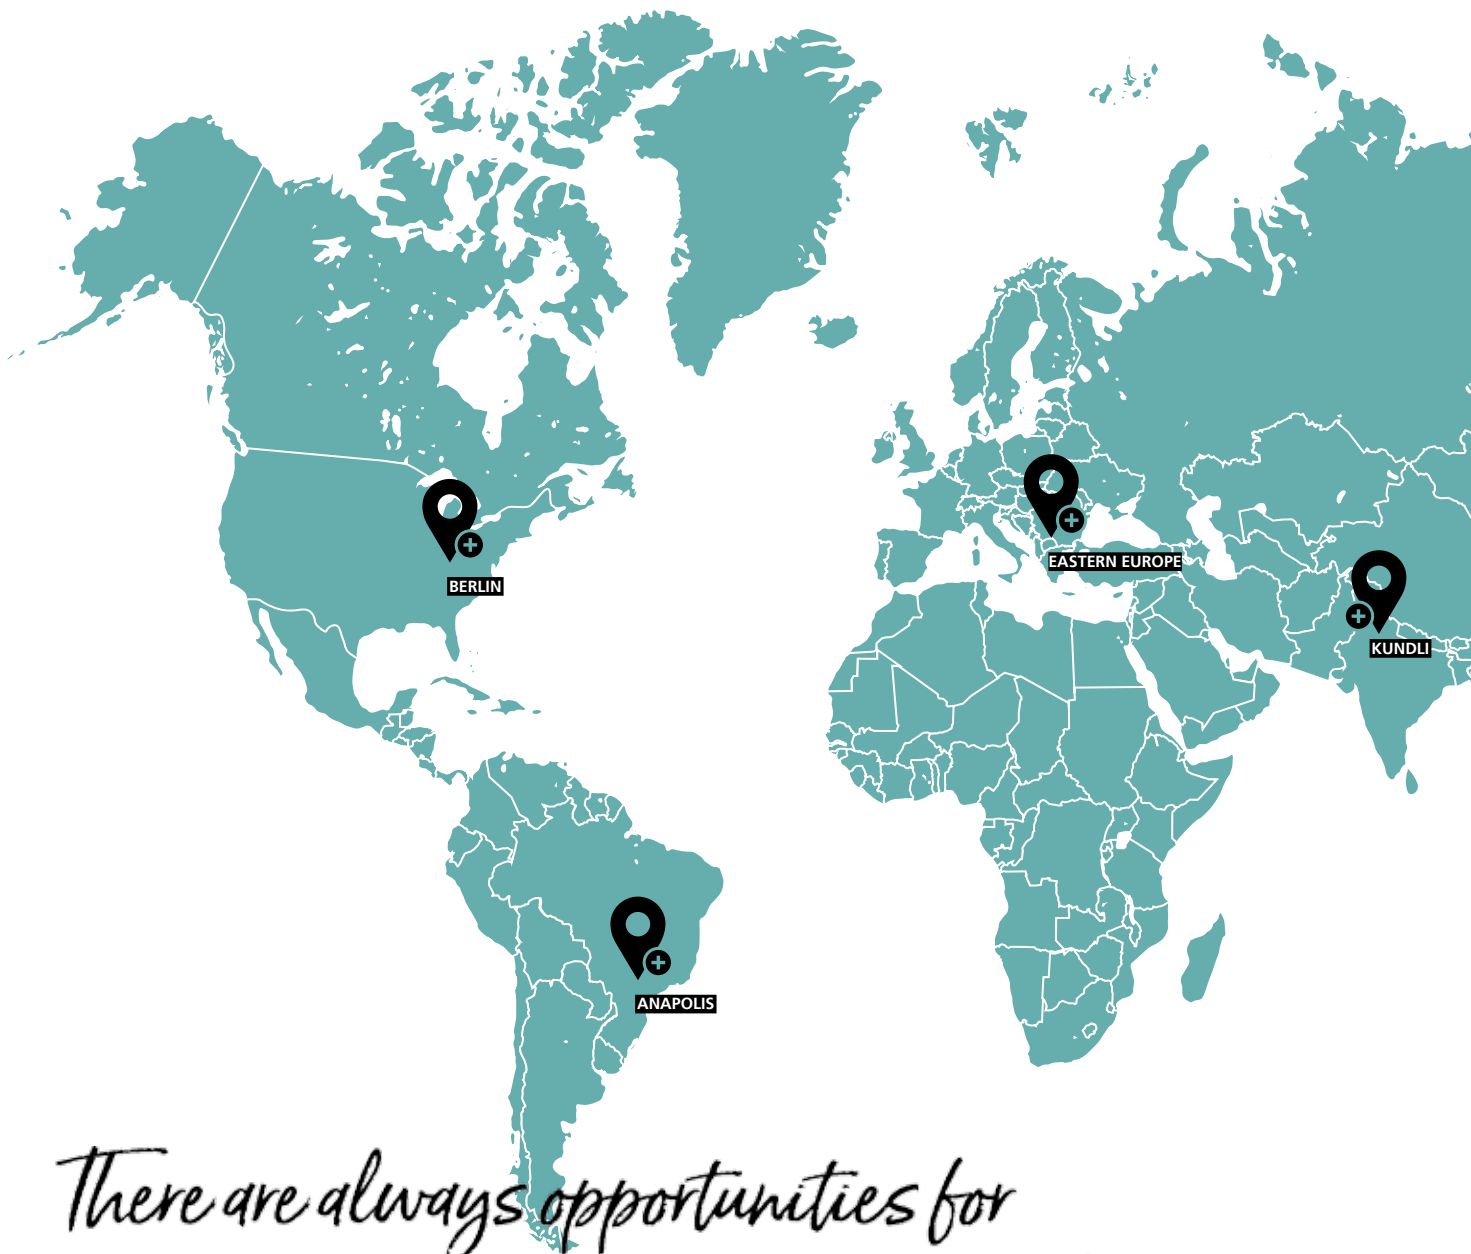 EASTERN EUROPE
BERLIN
KUNDLI
ANAPOLIS
There are always opportunities for